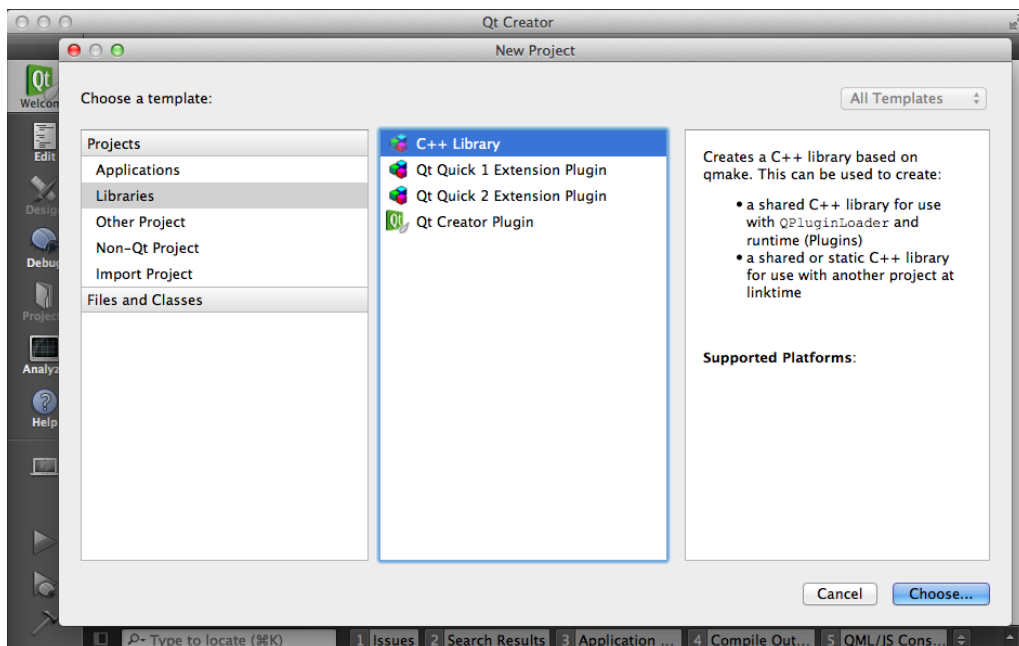 Qt Creator
New Project
Choose a template:
All Templates
Projects
Applications
Libraries
Other Project
Non-Qt Project
Import Project
Files and Classes
C++ Library
Qt Quick 1 Extension Plugin
Qt Quick 2 Extension Plugin
Qt Creator Plugin
Creates a C++ library based on
qmake. This can be used to create:
• a shared C++ library for use
with QPluginLoader and
runtime (Plugins)
• a shared or static C++ library
for use with another project at
linktime
Supported Platforms:
Cancel
Choose...
Qt
Welcon
Edit
Desig
Debug
Project
Analyz
Help
Type to locate (⌘K)
1 Issues
2 Search Results
3 Application ...
4 Compile Out...
5 QML/JS Cons...